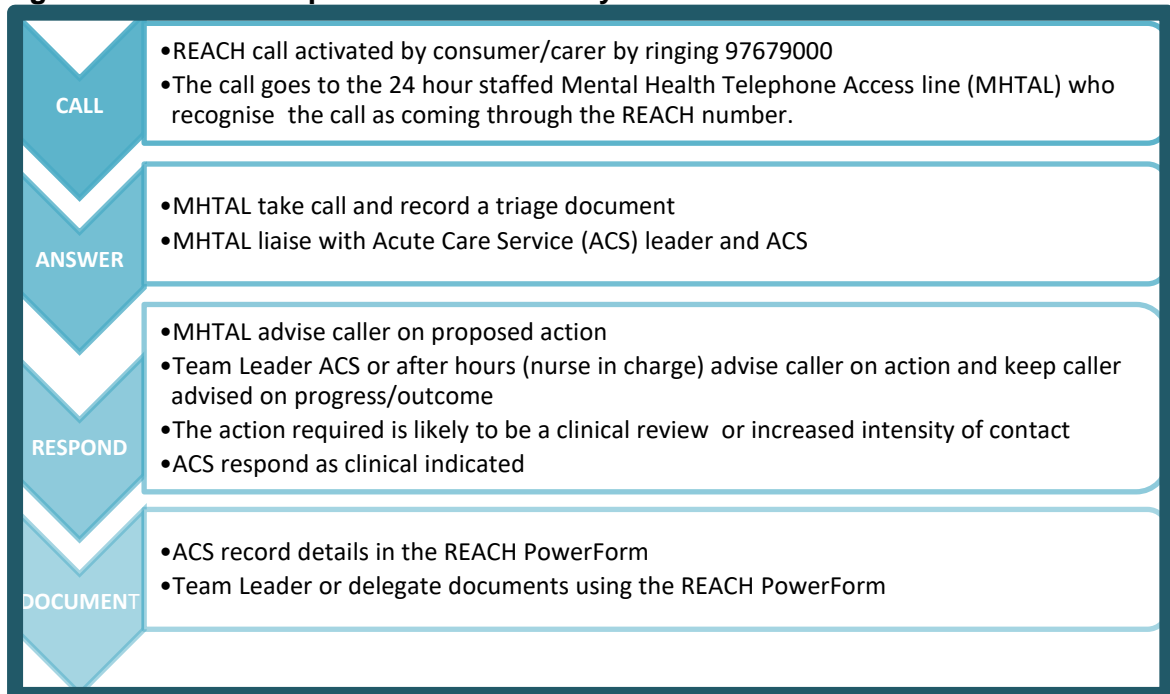 CALL
•REACH call activated by consumer/carer by ringing 97679000
•The call goes to the 24 hour staffed Mental Health Telephone Access line (MHTAL) who
recognise the call as coming through the REACH number.
ANSWER
•MHTAL take call and record a triage document
•MHTAL liaise with Acute Care Service (ACS) leader and ACS
RESPOND
•MHTAL advise caller on proposed action
•Team Leader ACS or after hours (nurse in charge) advise caller on action and keep caller
advised on progress/outcome
•The action required is likely to be a clinical review or increased intensity of contact
•ACS respond as clinical indicated
DOCUMENT
•ACS record details in the REACH PowerForm
•Team Leader or delegate documents using the REACH PowerForm